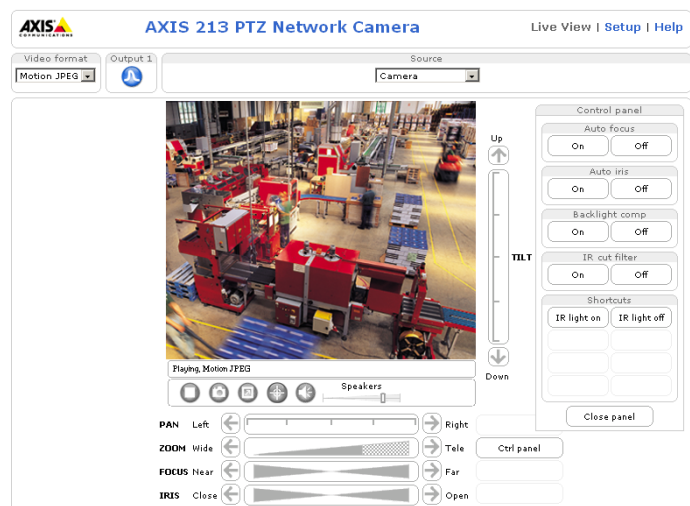 AXIS
COMMUNICATIONS
AXIS 213 PTZ Network Camera
Live View | Setup | Help
Video format
Motion JPEG
Output 1
Source
Camera
Control panel
Auto focus
On Off
Auto iris
On Off
Backlight comp
On Off
IR cut filter
On Off
Shortcuts
IR light on IR light off
Close panel
Up
TILT
Down
Playing, Motion JPEG
Speakers
PAN Left Right
ZOOM Wide Tele Ctrl panel
FOCUS Near Far
IRIS Close Open